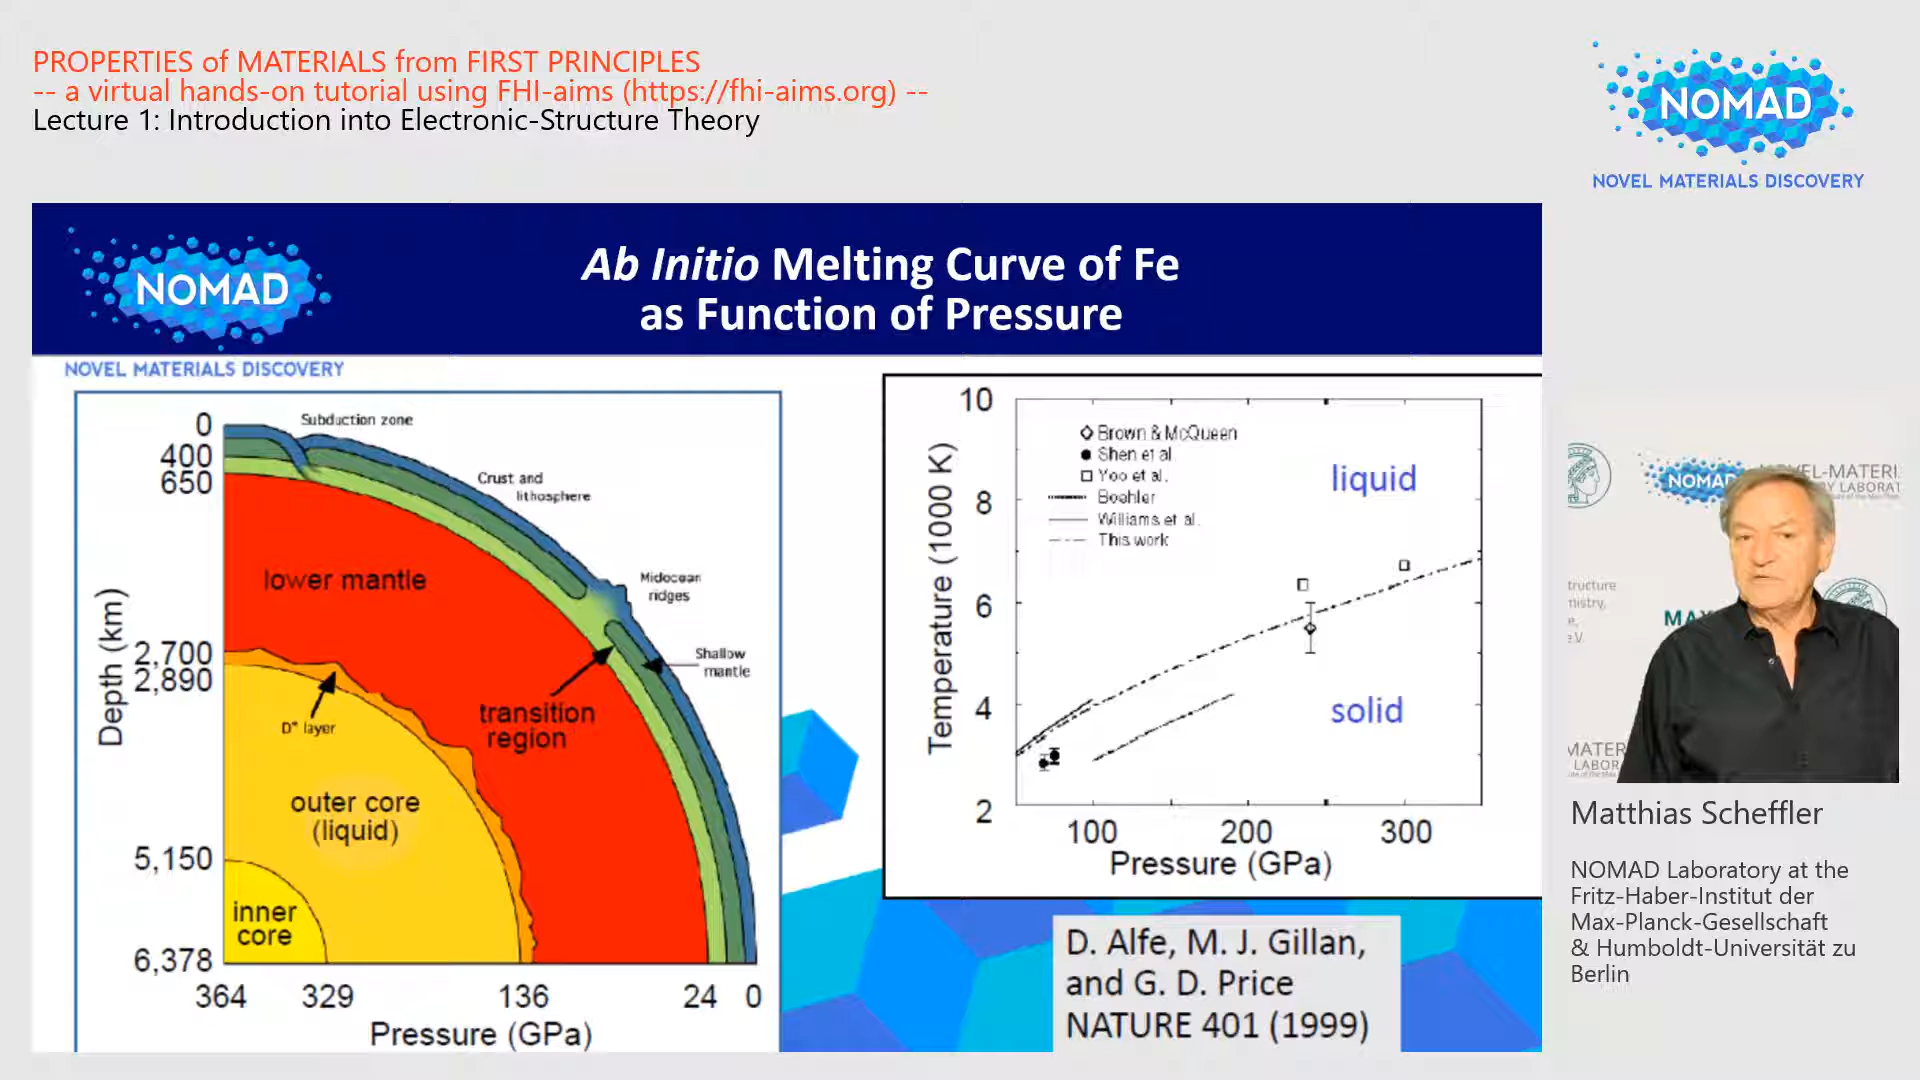 PROPERTIES of MATERIALS from FIRST PRINCIPLES
-- a virtual hands-on tutorial using FHI-aims (https://fhi-aims.org) --
Lecture 1: Introduction into Electronic-Structure Theory
NOMAD
NOVEL MATERIALS DISCOVERY
NOMAD
NOVEL MATERIALS DISCOVERY
Ab Initio Melting Curve of Fe
as Function of Pressure
0
400
650
2,700
2,890
5,150
6,378
Depth (km)
Subduction zone
Crust and
lithosphere
Midocean
ridges
Shallow
mantle
lower mantle
transition
region
D" layer
outer core
(liquid)
inner
core
364 329 136 24 0
Pressure (GPa)
10
8
6
4
2
Temperature (1000 K)
Brown & McQueen
Shen et al.
Yoo et al.
Boehler
Williams et al.
This work
liquid
solid
100 200 300
Pressure (GPa)
D. Alfe, M. J. Gillan,
and G. D. Price
NATURE 401 (1999)
NOMAD
MAX
Matthias Scheffler
NOMAD Laboratory at the
Fritz-Haber-Institut der
Max-Planck-Gesellschaft
& Humboldt-Universität zu
Berlin